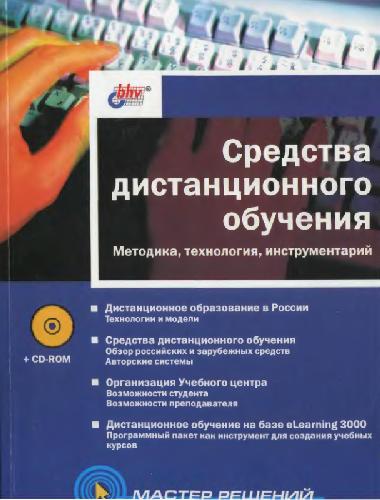 bhv®
Средства
дистанционного
обучения
Методика, технология, инструментарий
Дистанционное образование в России
Технологии и модели
Средства дистанционного обучения
Обзор российских и зарубежных средств
Авторские системы
+ CD-ROM
Организация Учебного центра
Возможности студента
Возможности преподавателя
Дистанционное обучение на базе eLearning 3000
Программный пакет как инструмент для создания учебных
курсов
МАСТЕР РЕШЕНИЙ